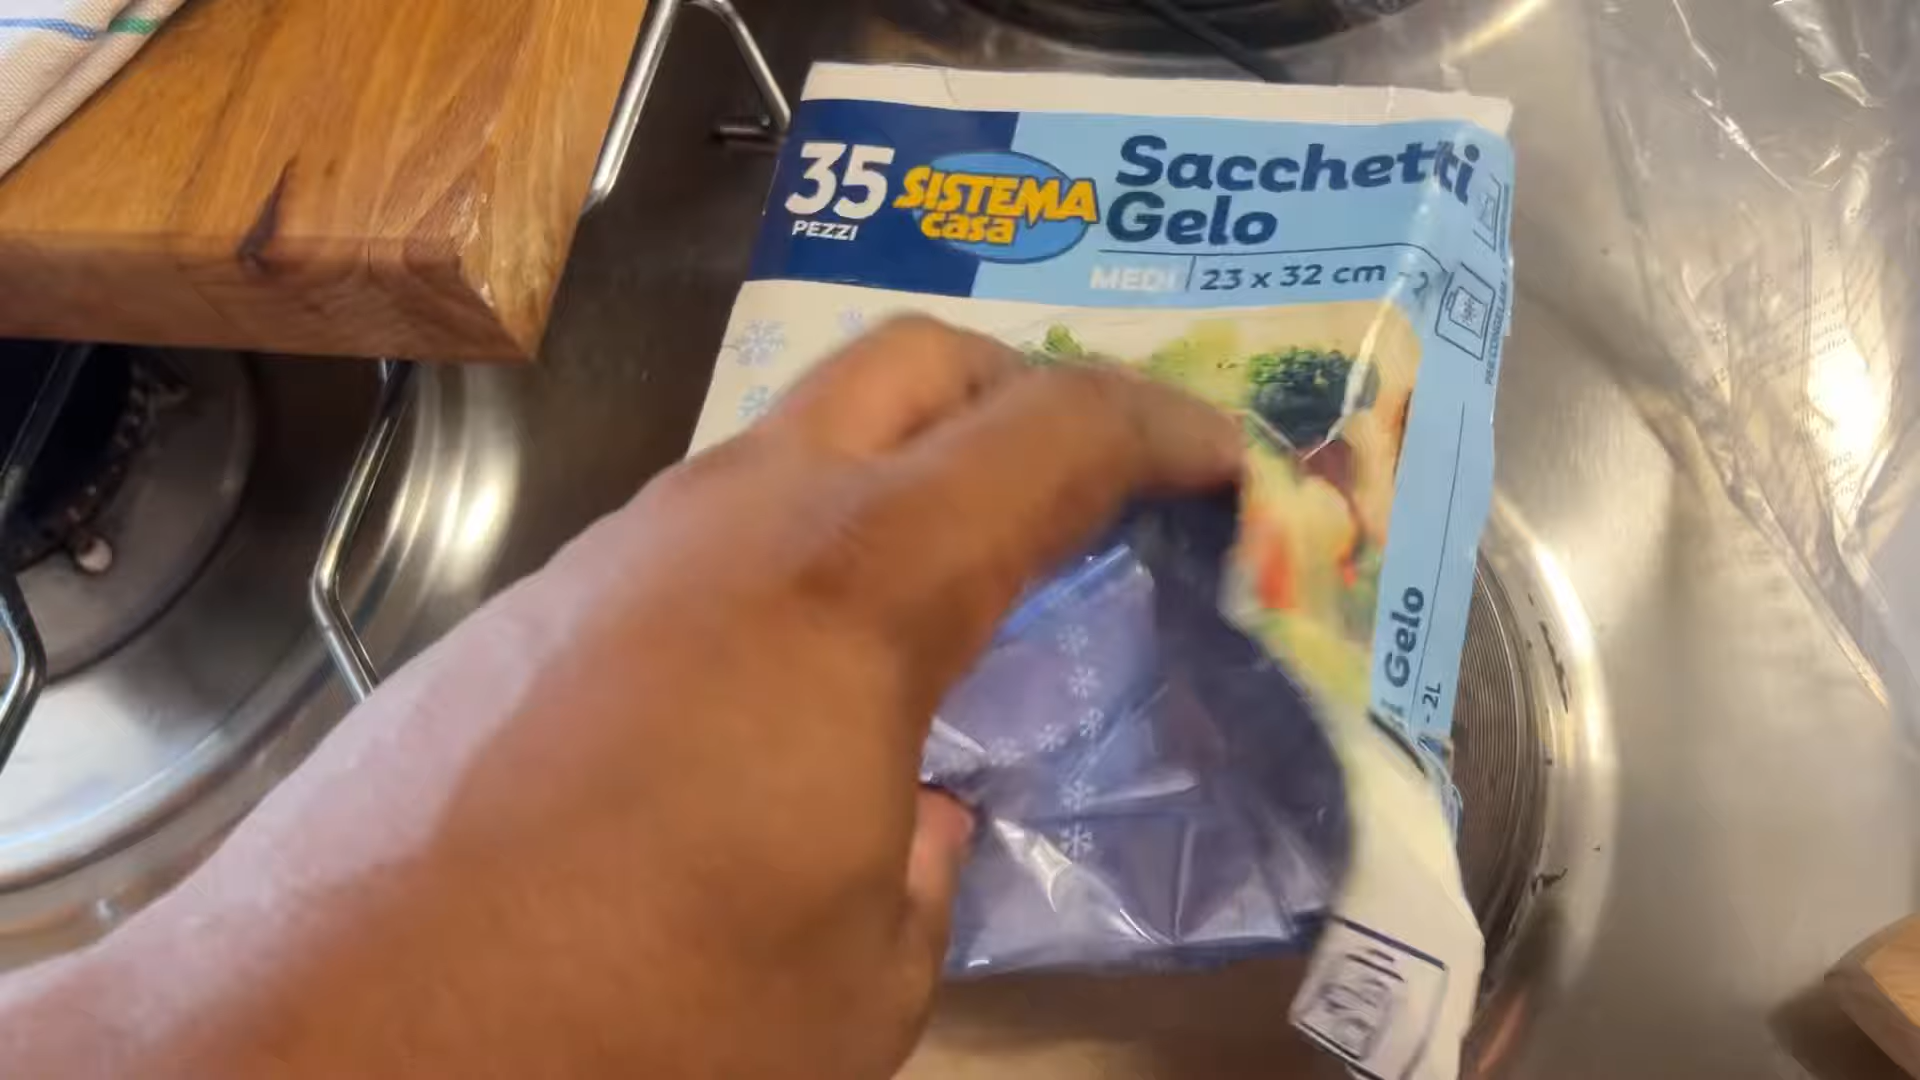 35
PEZZI
SISTEMA
casa
Sacchetti
Gelo
MEDI
23 x 32 cm
Gelo
- 2L